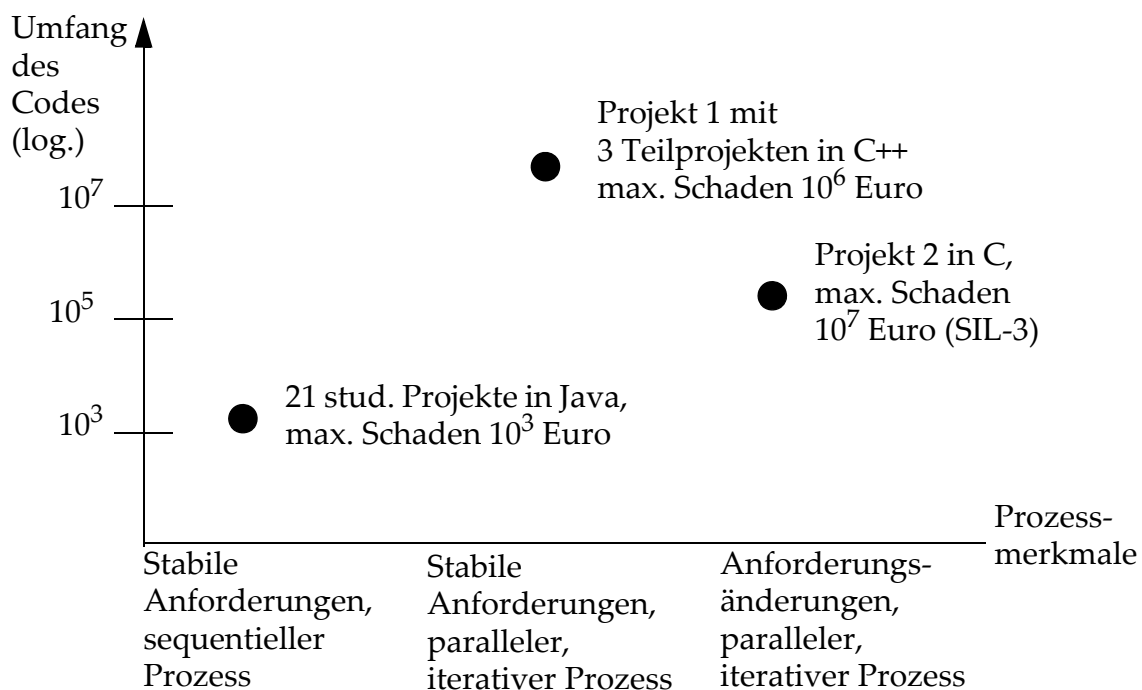 Umfang
des
Codes
(log.)
Projekt 1 mit
3 Teilprojekten in C++
max. Schaden 10^6 Euro
10^7
Projekt 2 in C,
max. Schaden
10^7 Euro (SIL-3)
10^5
21 stud. Projekte in Java,
max. Schaden 10^3 Euro
10^3
Prozess-
merkmale
Stabile
Anforderungen,
sequentieller
Prozess
Stabile
Anforderungen,
paralleler,
iterativer Prozess
Anforderungs-
änderungen,
paralleler,
iterativer Prozess